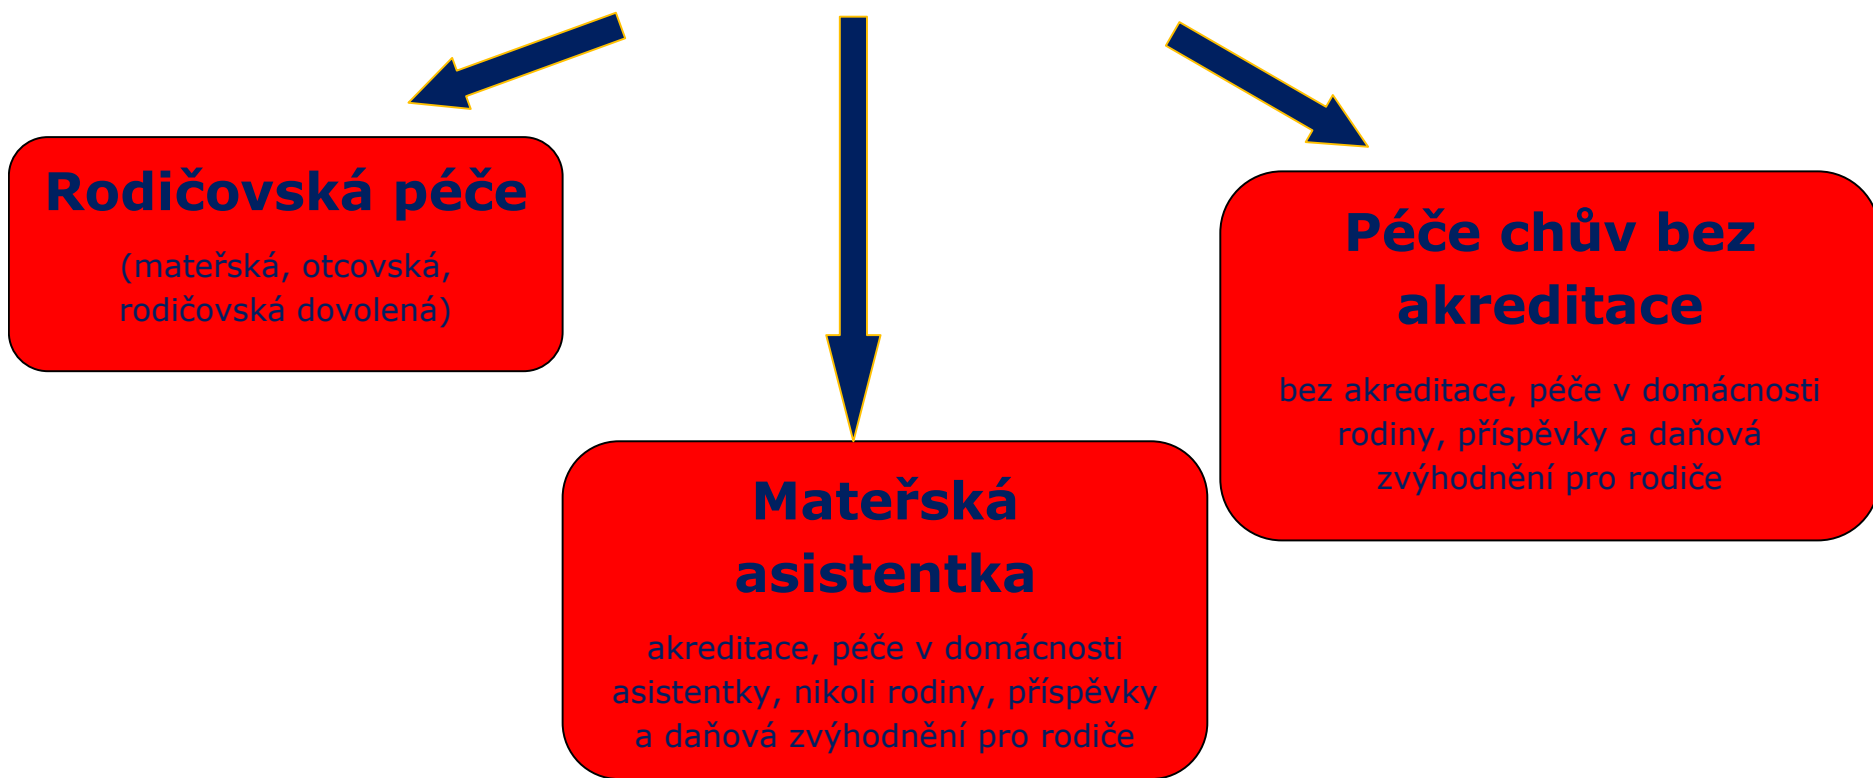 Rodičovská péče
(mateřská, otcovská,
rodičovská dovolená)
Mateřská
asistentka
akreditace, péče v domácnosti
asistentky, nikoli rodiny, příspěvky
a daňová zvýhodnění pro rodiče
Péče chův bez
akreditace
bez akreditace, péče v domácnosti
rodiny, příspěvky a daňová
zvýhodnění pro rodiče